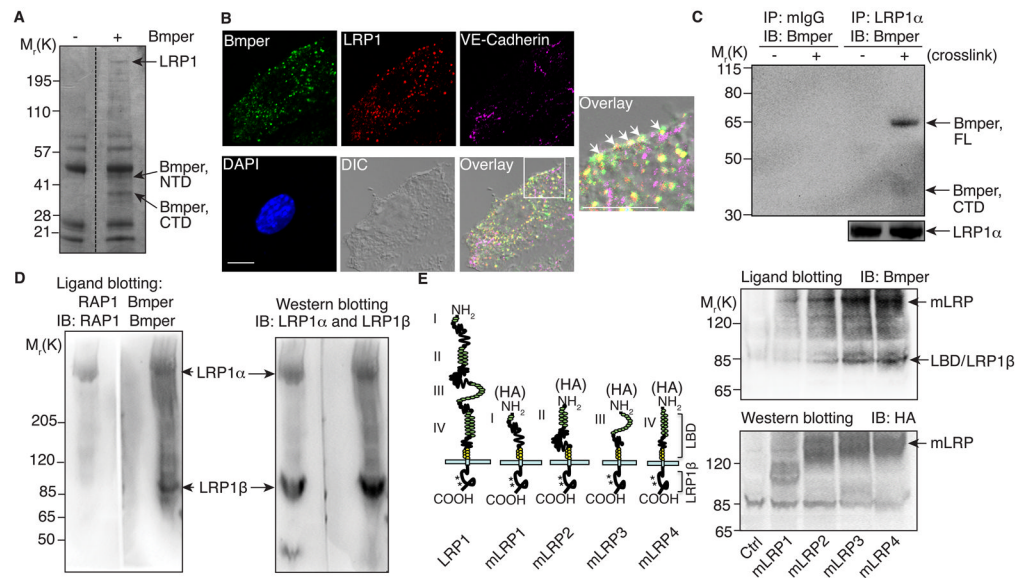 A
- + Bmper
Mr(K)
195
110
57
41
28
21
LRP1
Bmper,
NTD
Bmper,
CTD
B
Bmper
LRP1
VE-Cadherin
DAPI
DIC
Overlay
Overlay
C
IP: mIgG IP: LRP1α
IB: Bmper IB: Bmper
Mr(K) - + - + (crosslink)
115
80
65
50
30
Bmper,
FL
Bmper,
CTD
LRP1α
D
Ligand blotting:
RAP1 Bmper
IB: RAP1 Bmper
Mr(K)
205
120
85
65
50
LRP1α
LRP1β
Western blotting
IB: LRP1α and LRP1β
E
NH2
I
II
III
IV
(HA) (HA) (HA) (HA)
NH2 NH2 NH2 NH2
I II III IV
LBD
LRP1β
* * * * *
* * * * *
COOH COOH COOH COOH COOH
LRP1 mLRP1 mLRP2 mLRP3 mLRP4
Ligand blotting IB: Bmper
Mr(K)
120
85
65
mLRP
LBD/LRP1β
Western blotting IB: HA
mLRP
120
85
65
Ctrl mLRP1 mLRP2 mLRP3 mLRP4